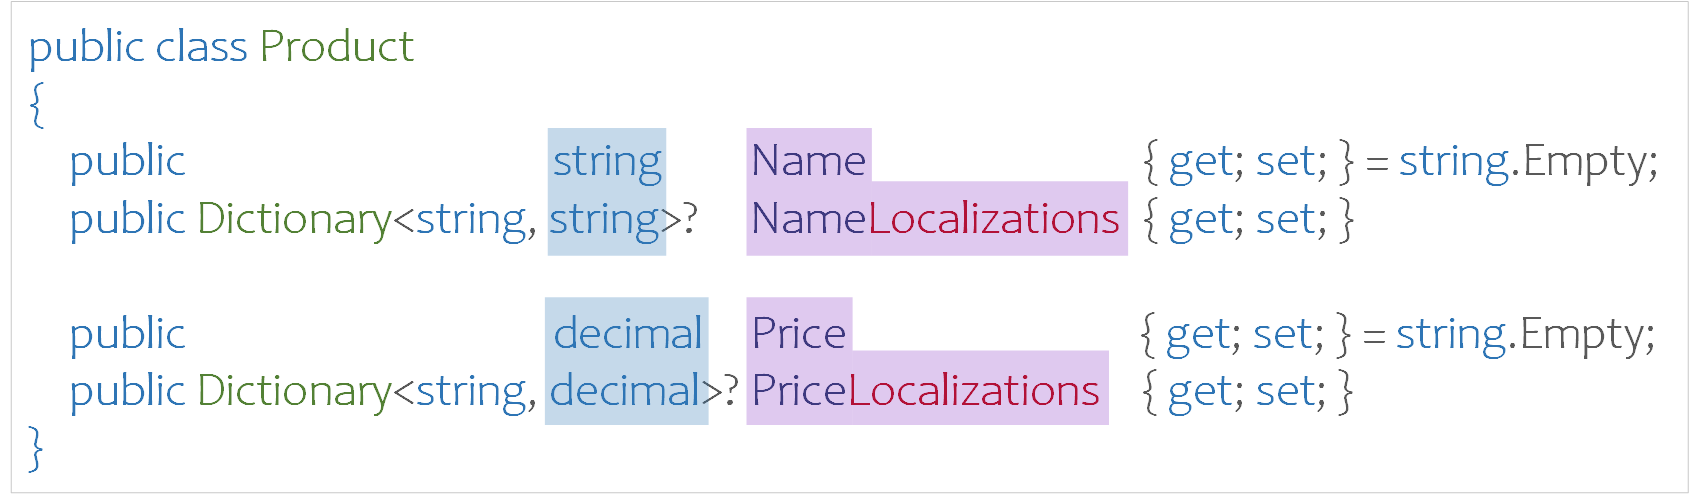 public class Product
{
public string Name { get; set; } = string.Empty;
public Dictionary<string, string>? NameLocalizations { get; set; }
public decimal Price { get; set; } = string.Empty;
public Dictionary<string, decimal>? PriceLocalizations { get; set; }
}